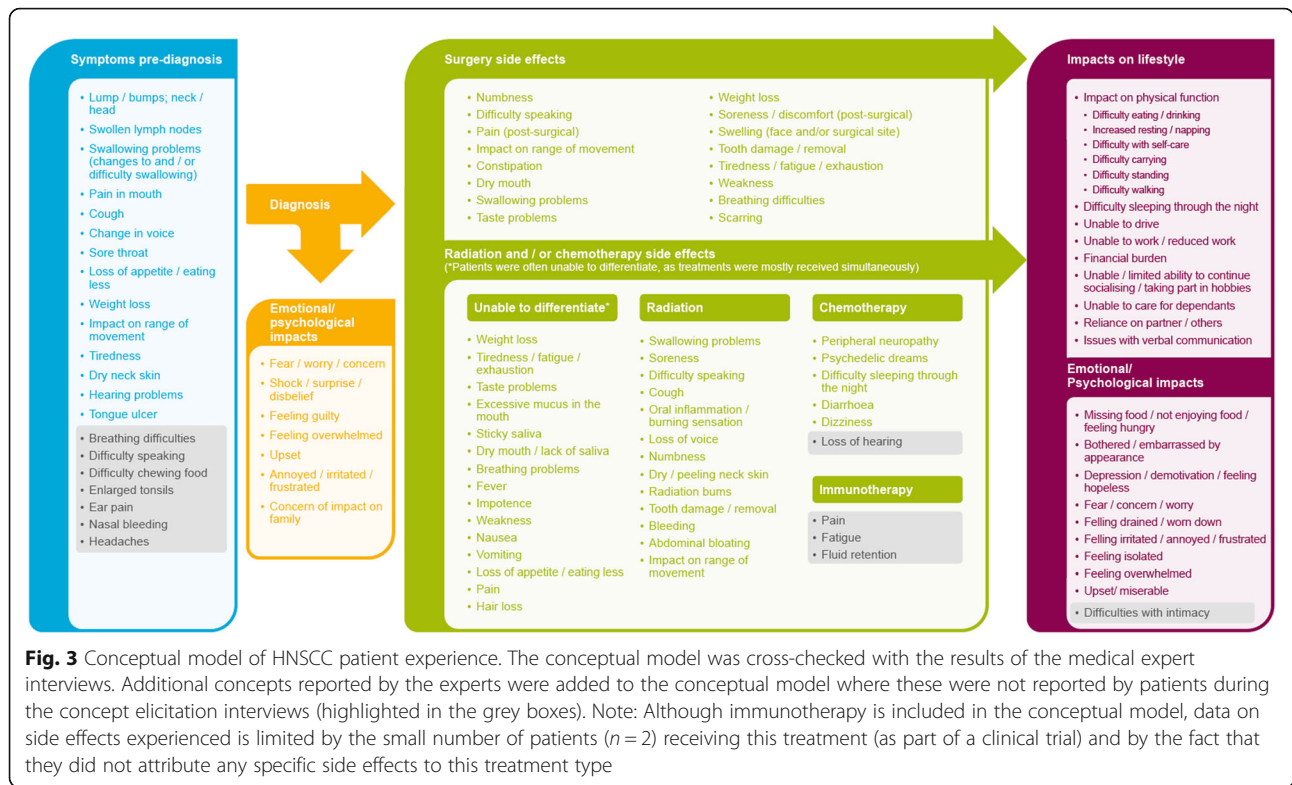 Symptoms pre-diagnosis
• Lump / bumps; neck /
head
• Swollen lymph nodes
• Swallowing problems
(changes to and / or
difficulty swallowing)
• Pain in mouth
• Cough
• Change in voice
• Sore throat
• Loss of appetite / eating
less
• Weight loss
• Impact on range of
movement
• Tiredness
• Dry neck skin
• Hearing problems
• Tongue ulcer
• Breathing difficulties
• Difficulty speaking
• Difficulty chewing food
• Enlarged tonsils
• Ear pain
• Nasal bleeding
• Headaches
Diagnosis
Emotional/
psychological
impacts
• Fear / worry / concern
• Shock / surprise /
disbelief
• Feeling guilty
• Feeling overwhelmed
• Upset
• Annoyed / irritated /
frustrated
• Concern of impact on
family
Surgery side effects
• Numbness
• Difficulty speaking
• Pain (post-surgical)
• Impact on range of movement
• Constipation
• Dry mouth
• Swallowing problems
• Taste problems
• Weight loss
• Soreness / discomfort (post-surgical)
• Swelling (face and/or surgical site)
• Tooth damage / removal
• Tiredness / fatigue / exhaustion
• Weakness
• Breathing difficulties
• Scarring
Radiation and / or chemotherapy side effects
(*Patients were often unable to differentiate, as treatments were mostly received simultaneously)
Unable to differentiate*
• Weight loss
• Tiredness / fatigue /
exhaustion
• Taste problems
• Excessive mucus in the
mouth
• Sticky saliva
• Dry mouth / lack of saliva
• Breathing problems
• Fever
• Impotence
• Weakness
• Nausea
• Vomiting
• Loss of appetite / eating less
• Pain
• Hair loss
Radiation
• Swallowing problems
• Soreness
• Difficulty speaking
• Cough
• Oral inflammation /
burning sensation
• Loss of voice
• Numbness
• Dry / peeling neck skin
• Radiation burns
• Tooth damage / removal
• Bleeding
• Abdominal bloating
• Impact on range of
movement
Chemotherapy
• Peripheral neuropathy
• Psychedelic dreams
• Difficulty sleeping through
the night
• Diarrhoea
• Dizziness
• Loss of hearing
Immunotherapy
• Pain
• Fatigue
• Fluid retention
Impacts on lifestyle
• Impact on physical function
• Difficulty eating / drinking
• Increased resting / napping
• Difficulty with self-care
• Difficulty carrying
• Difficulty standing
• Difficulty walking
• Difficulty sleeping through the night
• Unable to drive
• Unable to work / reduced work
• Financial burden
• Unable / limited ability to continue
socialising / taking part in hobbies
• Unable to care for dependants
• Reliance on partner / others
• Issues with verbal communication
Emotional/
Psychological impacts
• Missing food / not enjoying food /
feeling hungry
• Bothered / embarrassed by
appearance
• Depression / demotivation / feeling
hopeless
• Fear / concern / worry
• Felling drained / worn down
• Felling irritated / annoyed / frustrated
• Feeling isolated
• Feeling overwhelmed
• Upset/ miserable
• Difficulties with intimacy
Fig. 3 Conceptual model of HNSCC patient experience. The conceptual model was cross-checked with the results of the medical expert
interviews. Additional concepts reported by the experts were added to the conceptual model where these were not reported by patients during
the concept elicitation interviews (highlighted in the grey boxes). Note: Although immunotherapy is included in the conceptual model, data on
side effects experienced is limited by the small number of patients (n = 2) receiving this treatment (as part of a clinical trial) and by the fact that
they did not attribute any specific side effects to this treatment type